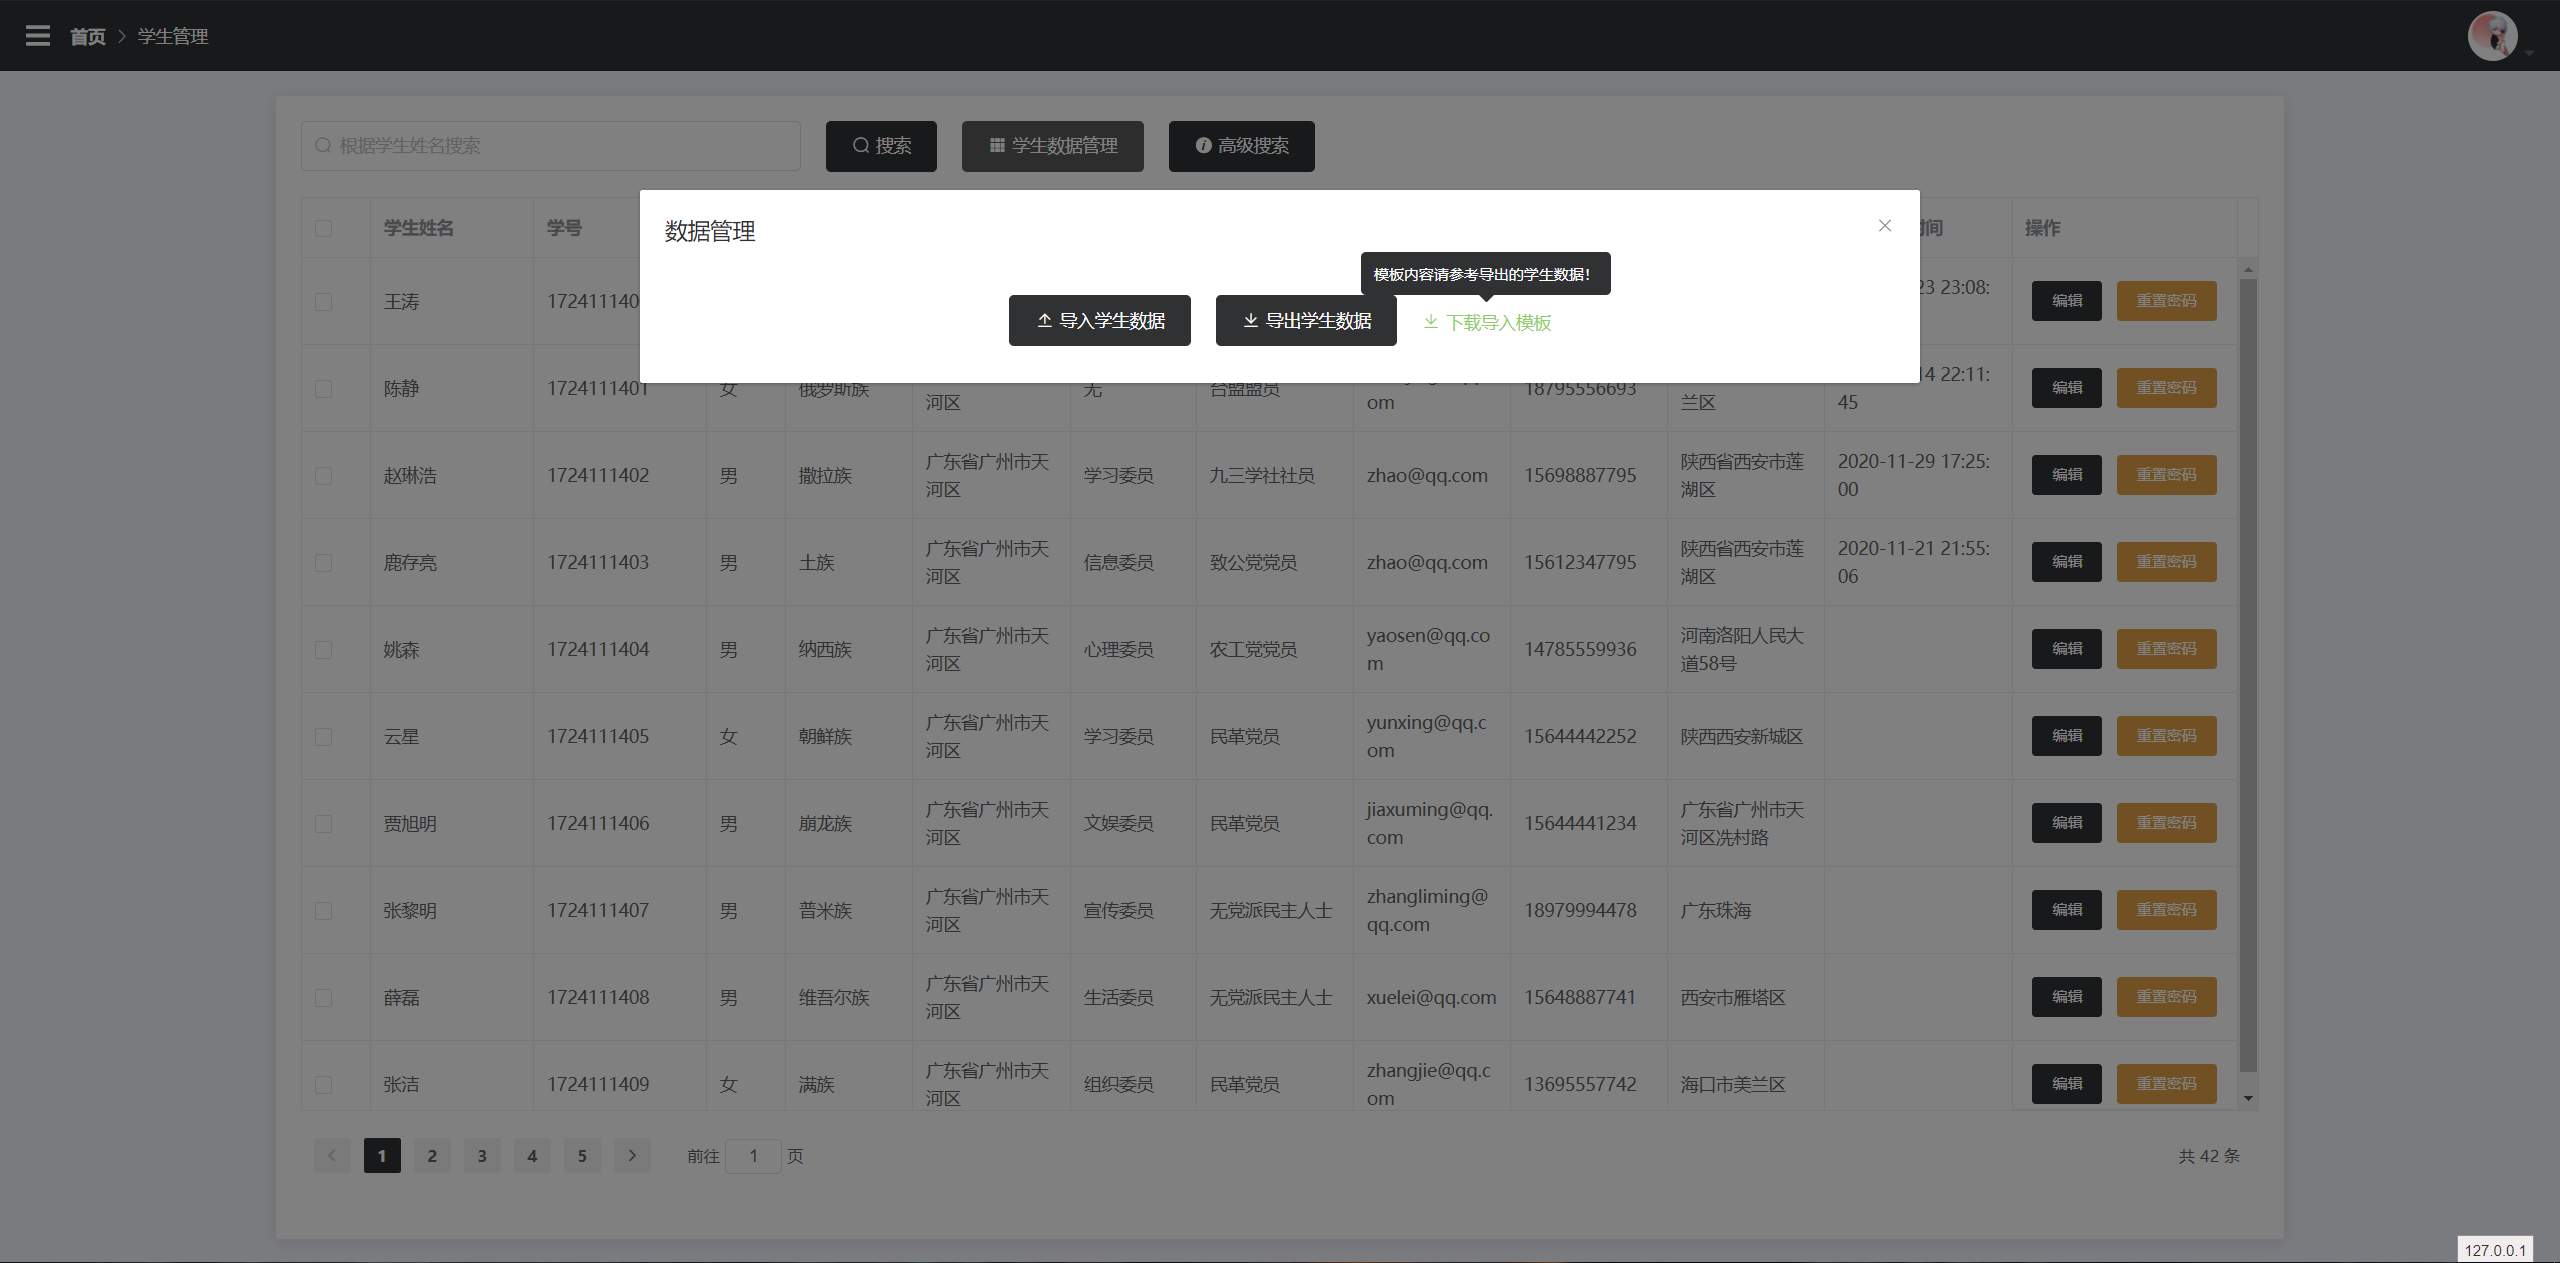 首页 > 学生管理
根据学生姓名搜索
搜索
学生数据管理
高级搜索
数据管理
模板内容请参考导出的学生数据!
导入学生数据
导出学生数据
下载导入模板
学生姓名 学号 间 操作
王涛 172411140 23 23:08: 编辑 重置密码
陈静 1724111401 女 俄罗斯族 河区 无 台盟盟员 om 18795556693 兰区 14 22:11:45 编辑 重置密码
赵琳浩 1724111402 男 撒拉族 广东省广州市天河区 学习委员 九三学社社员 zhao@qq.com 15698887795 陕西省西安市莲湖区 2020-11-29 17:25:00 编辑 重置密码
鹿存亮 1724111403 男 土族 广东省广州市天河区 信息委员 致公党党员 zhao@qq.com 15612347795 陕西省西安市莲湖区 2020-11-21 21:55:06 编辑 重置密码
姚森 1724111404 男 纳西族 广东省广州市天河区 心理委员 农工党党员 yaosen@qq.com 14785559936 河南洛阳人民大道58号 编辑 重置密码
云星 1724111405 女 朝鲜族 广东省广州市天河区 学习委员 民革党员 yunxing@qq.com 15644442252 陕西西安新城区 编辑 重置密码
贾旭明 1724111406 男 崩龙族 广东省广州市天河区 文娱委员 民革党员 jiaxuming@qq.com 15644441234 广东省广州市天河区冼村路 编辑 重置密码
张黎明 1724111407 男 普米族 广东省广州市天河区 宣传委员 无党派民主人士 zhangliming@qq.com 18979994478 广东珠海 编辑 重置密码
薛磊 1724111408 男 维吾尔族 广东省广州市天河区 生活委员 无党派民主人士 xuelei@qq.com 15648887741 西安市雁塔区 编辑 重置密码
张洁 1724111409 女 满族 广东省广州市天河区 组织委员 民革党员 zhangjie@qq.com 13695557742 海口市美兰区 编辑 重置密码
1 2 3 4 5 前往 1 页 共 42 条
127.0.0.1